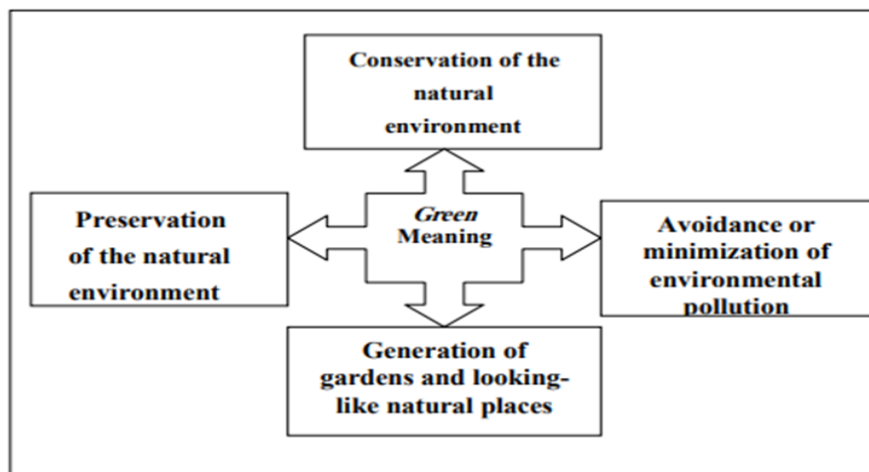 Conservation of the
natural
environment
Preservation
of the natural
environment
Green
Meaning
Avoidance or
minimization of
environmental
pollution
Generation of
gardens and looking-
like natural places